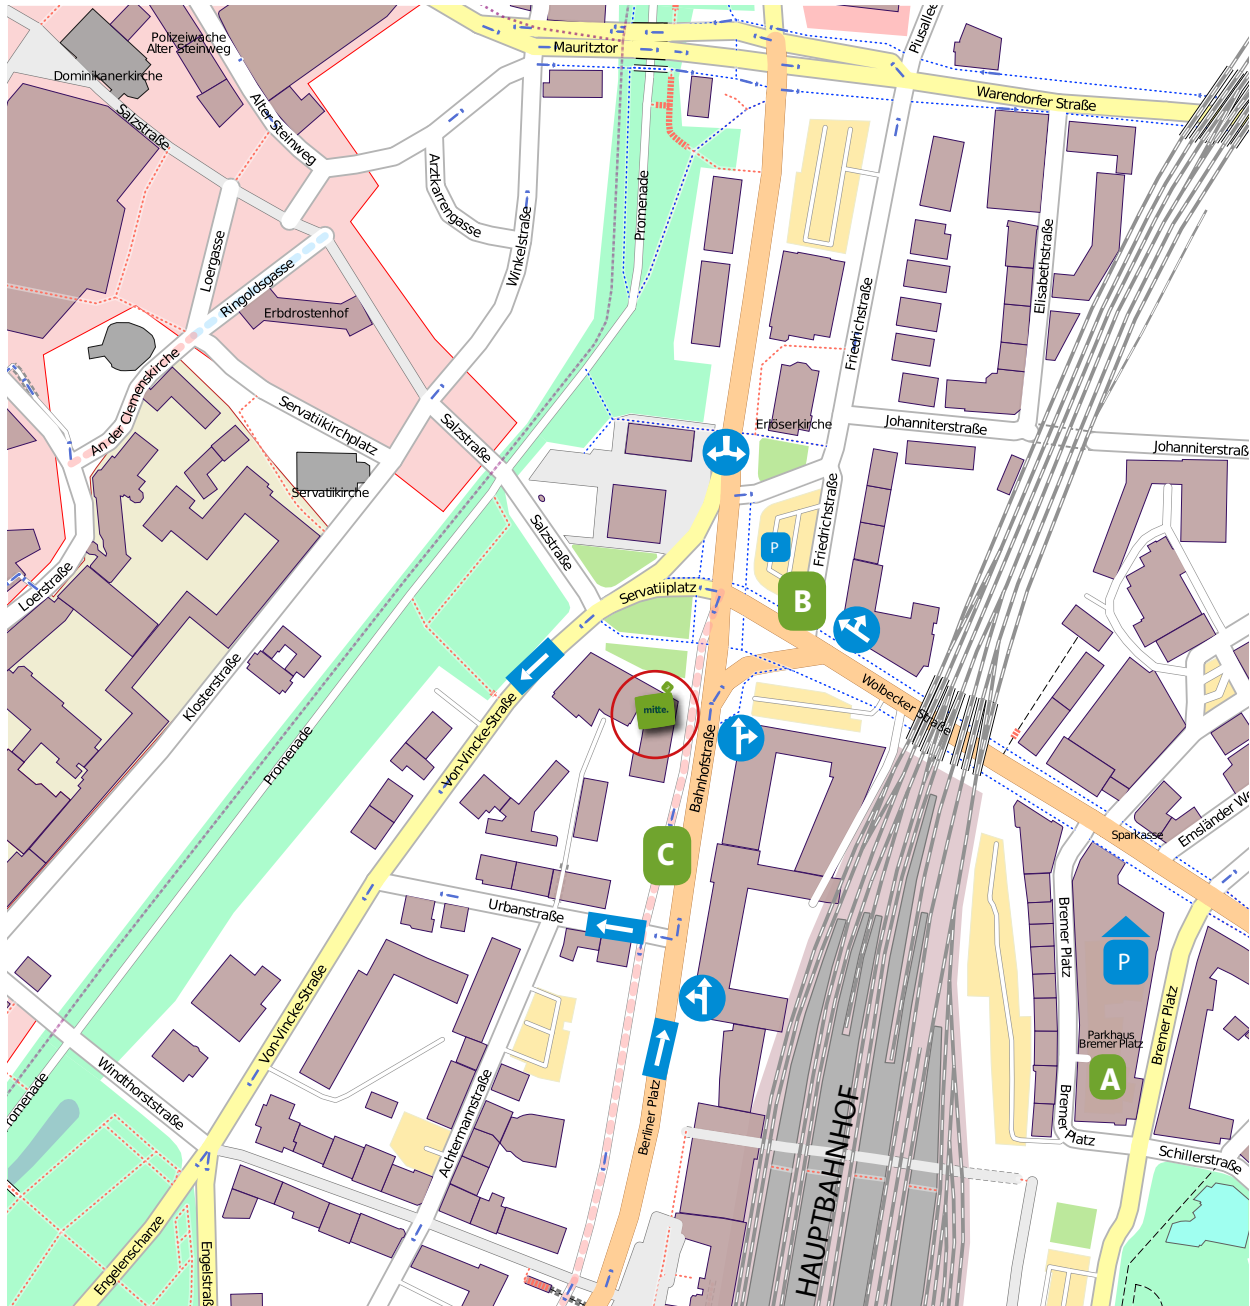 Polizeiwache
Alter Steinweg
Dominikanerkirche
Salzstraße
Alter Steinweg
Mauritztor
Piusallee
Warendorfer Straße
Arztkarrengasse
Winkelstraße
Promenade
Loergasse
Ringoldsgasse
Erbdrostenhof
Friedrichstraße
Elisabethstraße
An der Clemenskirche
Servatiikirchplatz
Salzstraße
Erlöserkirche
Johanniterstraße
Johanniterstraß
Servatiikirche
Salzstraße
Friedrichstraße
P
Loerstraße
Servatiiplatz
B
Klosterstraße
Wolbecker Straße
mitte.
Von-Vincke-Straße
Promenade
Bahnhofstraße
Sparkasse
Emsländer We
C
Urbanstraße
Bremer Platz
P
Von-Vincke-Straße
Bremer Platz
Parkhaus
Bremer Platz
A
Windthorststraße
romenade
Achtermannstraße
Berliner Platz
HAUPTBAHNHOF
Bremer Platz
Schillerstraße
Engelenschanze
Engelstraß